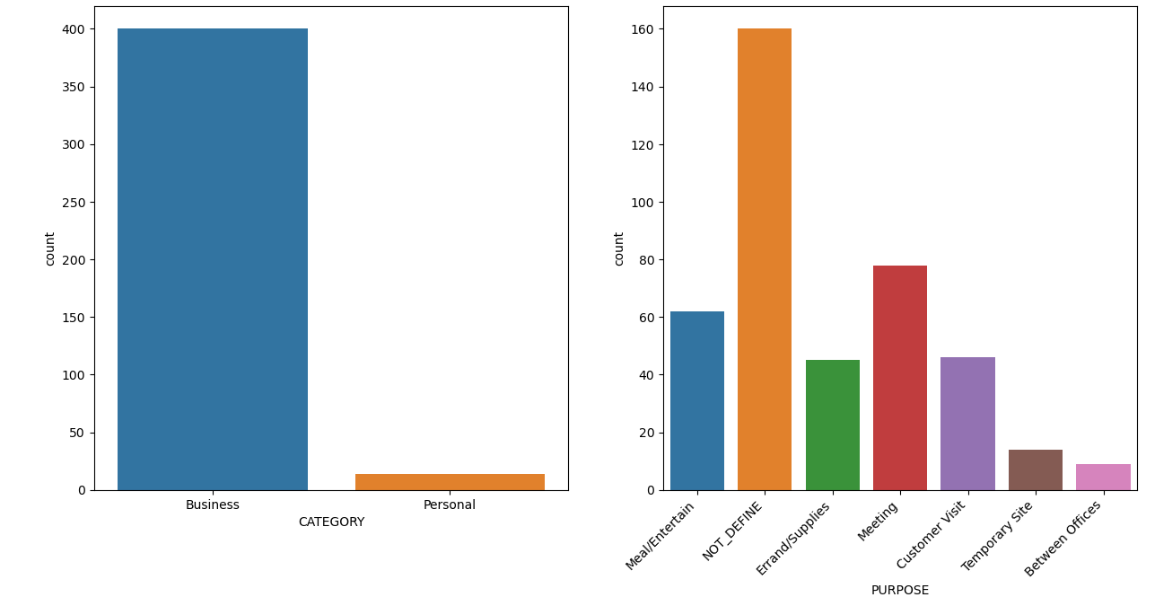 400
350
300
250
200
150
100
50
0
count
Business
Personal
CATEGORY
160
140
120
100
80
60
40
20
0
count
Meal/Entertain
NOT_DEFINE
Errand/Supplies
Meeting
Customer Visit
Temporary Site
Between Offices
PURPOSE